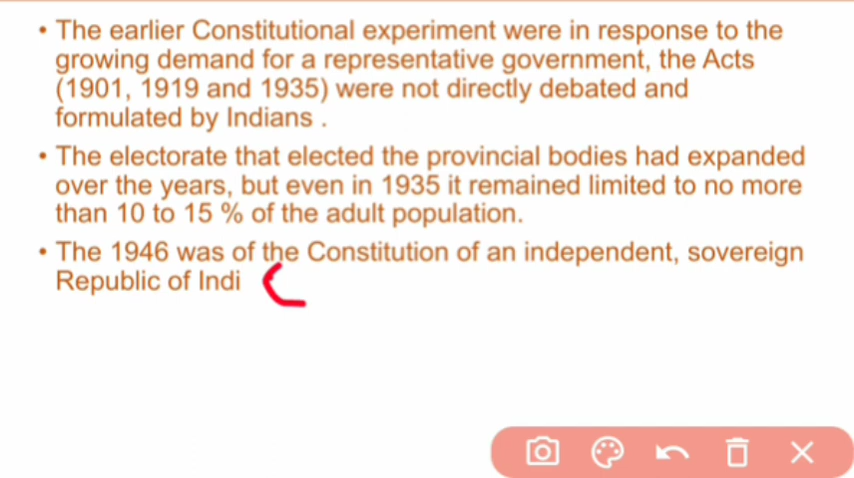 • The earlier Constitutional experiment were in response to the
growing demand for a representative government, the Acts
(1901, 1919 and 1935) were not directly debated and
formulated by Indians .
• The electorate that elected the provincial bodies had expanded
over the years, but even in 1935 it remained limited to no more
than 10 to 15 % of the adult population.
• The 1946 was of the Constitution of an independent, sovereign
Republic of Indi